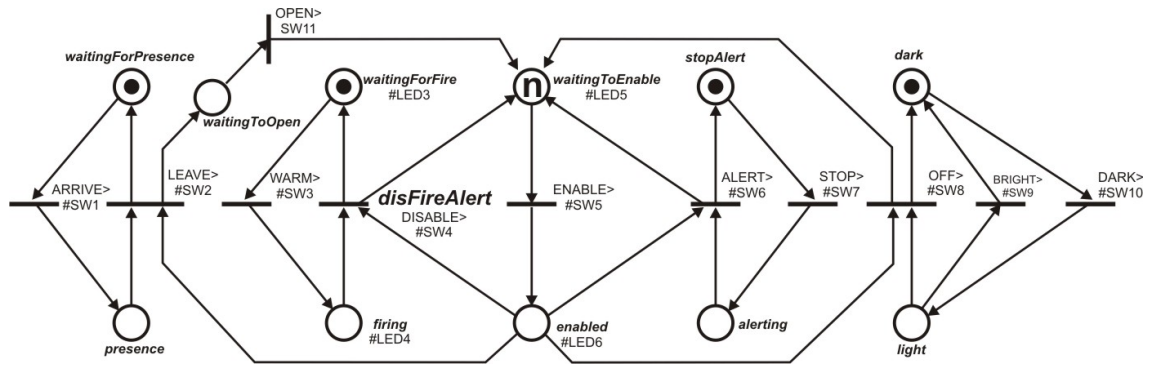 OPEN>
SW11
waitingForPresence
waitingToOpen
waitingForFire
#LED3
n
waitingToEnable
#LED5
stopAlert
dark
ARRIVE>
#SW1
LEAVE>
#SW2
WARM>
#SW3
disFireAlert
DISABLE>
#SW4
ENABLE>
#SW5
ALERT>
#SW6
STOP>
#SW7
OFF>
#SW8
BRIGHT>
#SW9
DARK>
#SW10
presence
firing
#LED4
enabled
#LED6
alerting
light